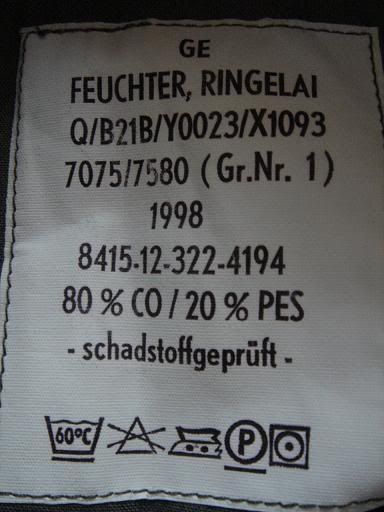 GE
FEUCHTER, RINGELAI
Q/B21B/Y0023/X1093
7075/7580 (Gr.Nr. 1)
1998
8415-12-322-4194
80 % CO / 20 % PES
- schadstoffgeprüft -
60°C P